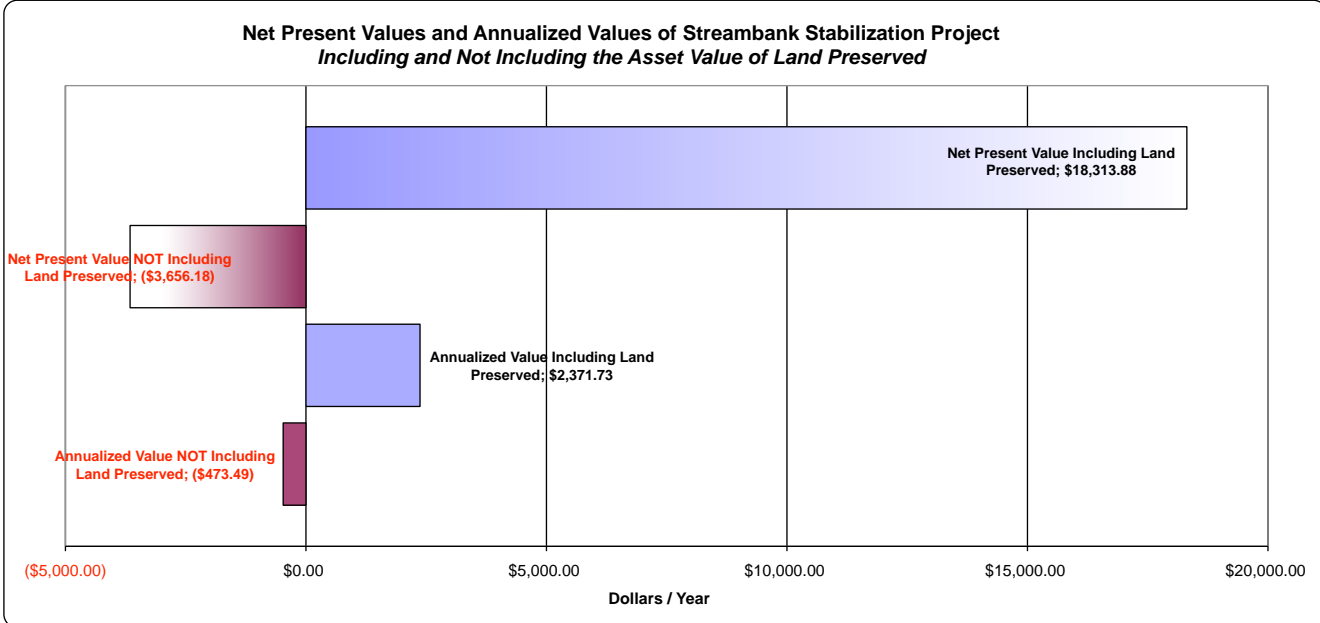 Net Present Values and Annualized Values of Streambank Stabilization Project
Including and Not Including the Asset Value of Land Preserved
Net Present Value Including Land
Preserved; $18,313.88
Net Present Value NOT Including
Land Preserved; ($3,656.18)
Annualized Value Including Land
Preserved; $2,371.73
Annualized Value NOT Including
Land Preserved; ($473.49)
($5,000.00) $0.00 $5,000.00 $10,000.00 $15,000.00 $20,000.00
Dollars / Year